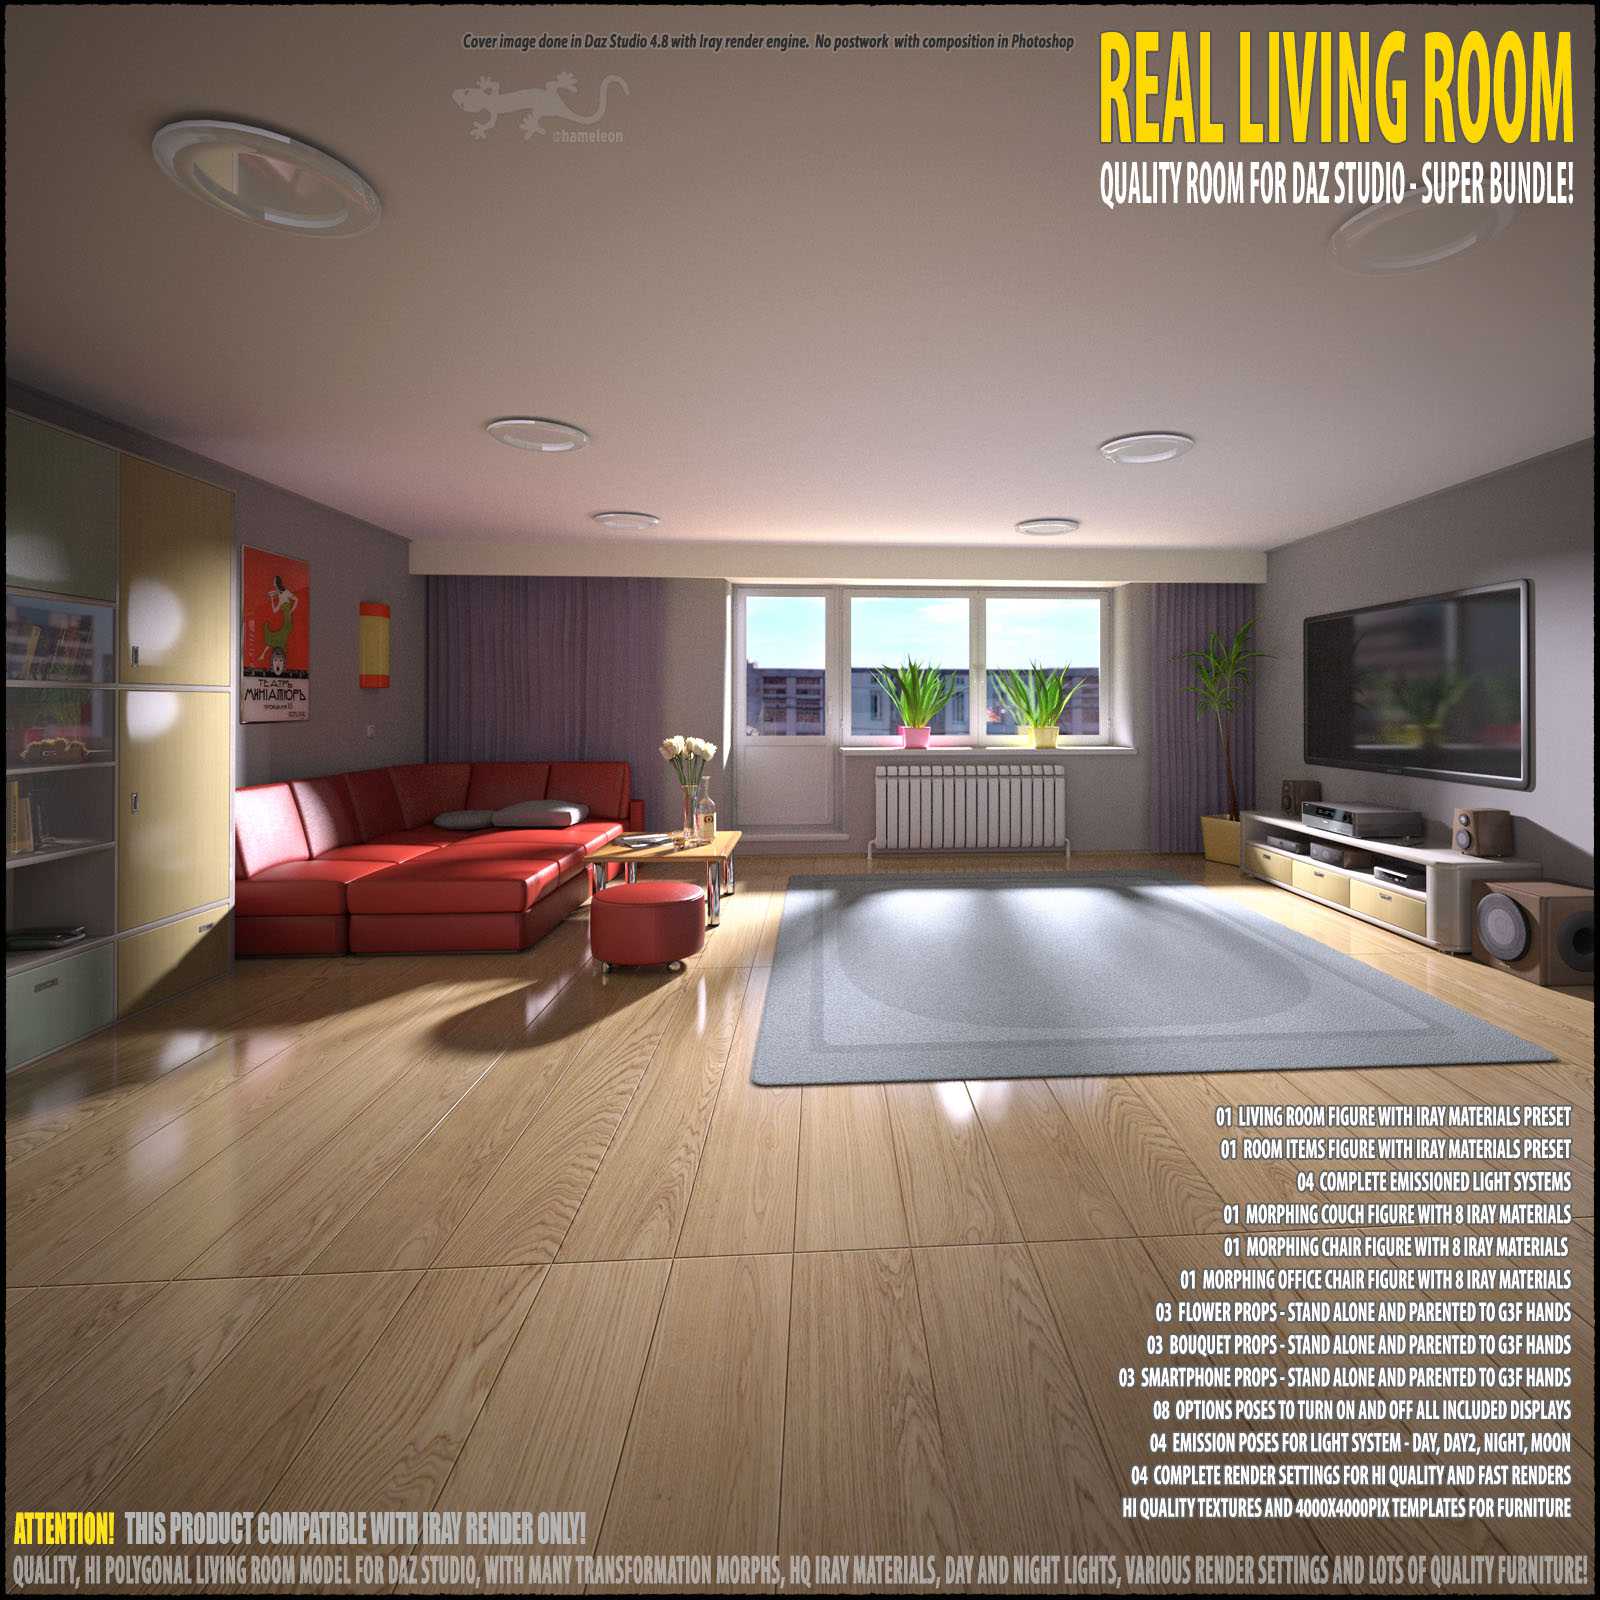 Cover image done in Daz Studio 4.8 with Iray render engine. No postwork with composition in Photoshop
REAL LIVING ROOM
QUALITY ROOM FOR DAZ STUDIO - SUPER BUNDLE!
chameleon
ТЕАТРЪ
МИНІАТЮРЪ
01 LIVING ROOM FIGURE WITH IRAY MATERIALS PRESET
01 ROOM ITEMS FIGURE WITH IRAY MATERIALS PRESET
04 COMPLETE EMISSIONED LIGHT SYSTEMS
01 MORPHING COUCH FIGURE WITH 8 IRAY MATERIALS
01 MORPHING CHAIR FIGURE WITH 8 IRAY MATERIALS
01 MORPHING OFFICE CHAIR FIGURE WITH 8 IRAY MATERIALS
03 FLOWER PROPS - STAND ALONE AND PARENTED TO G3F HANDS
03 BOUQUET PROPS - STAND ALONE AND PARENTED TO G3F HANDS
03 SMARTPHONE PROPS - STAND ALONE AND PARENTED TO G3F HANDS
08 OPTIONS POSES TO TURN ON AND OFF ALL INCLUDED DISPLAYS
04 EMISSION POSES FOR LIGHT SYSTEM - DAY, DAY2, NIGHT, MOON
04 COMPLETE RENDER SETTINGS FOR HI QUALITY AND FAST RENDERS
HI QUALITY TEXTURES AND 4000X4000PIX TEMPLATES FOR FURNITURE
ATTENTION! THIS PRODUCT COMPATIBLE WITH IRAY RENDER ONLY!
QUALITY, HI POLYGONAL LIVING ROOM MODEL FOR DAZ STUDIO, WITH MANY TRANSFORMATION MORPHS, HQ IRAY MATERIALS, DAY AND NIGHT LIGHTS, VARIOUS RENDER SETTINGS AND LOTS OF QUALITY FURNITURE!